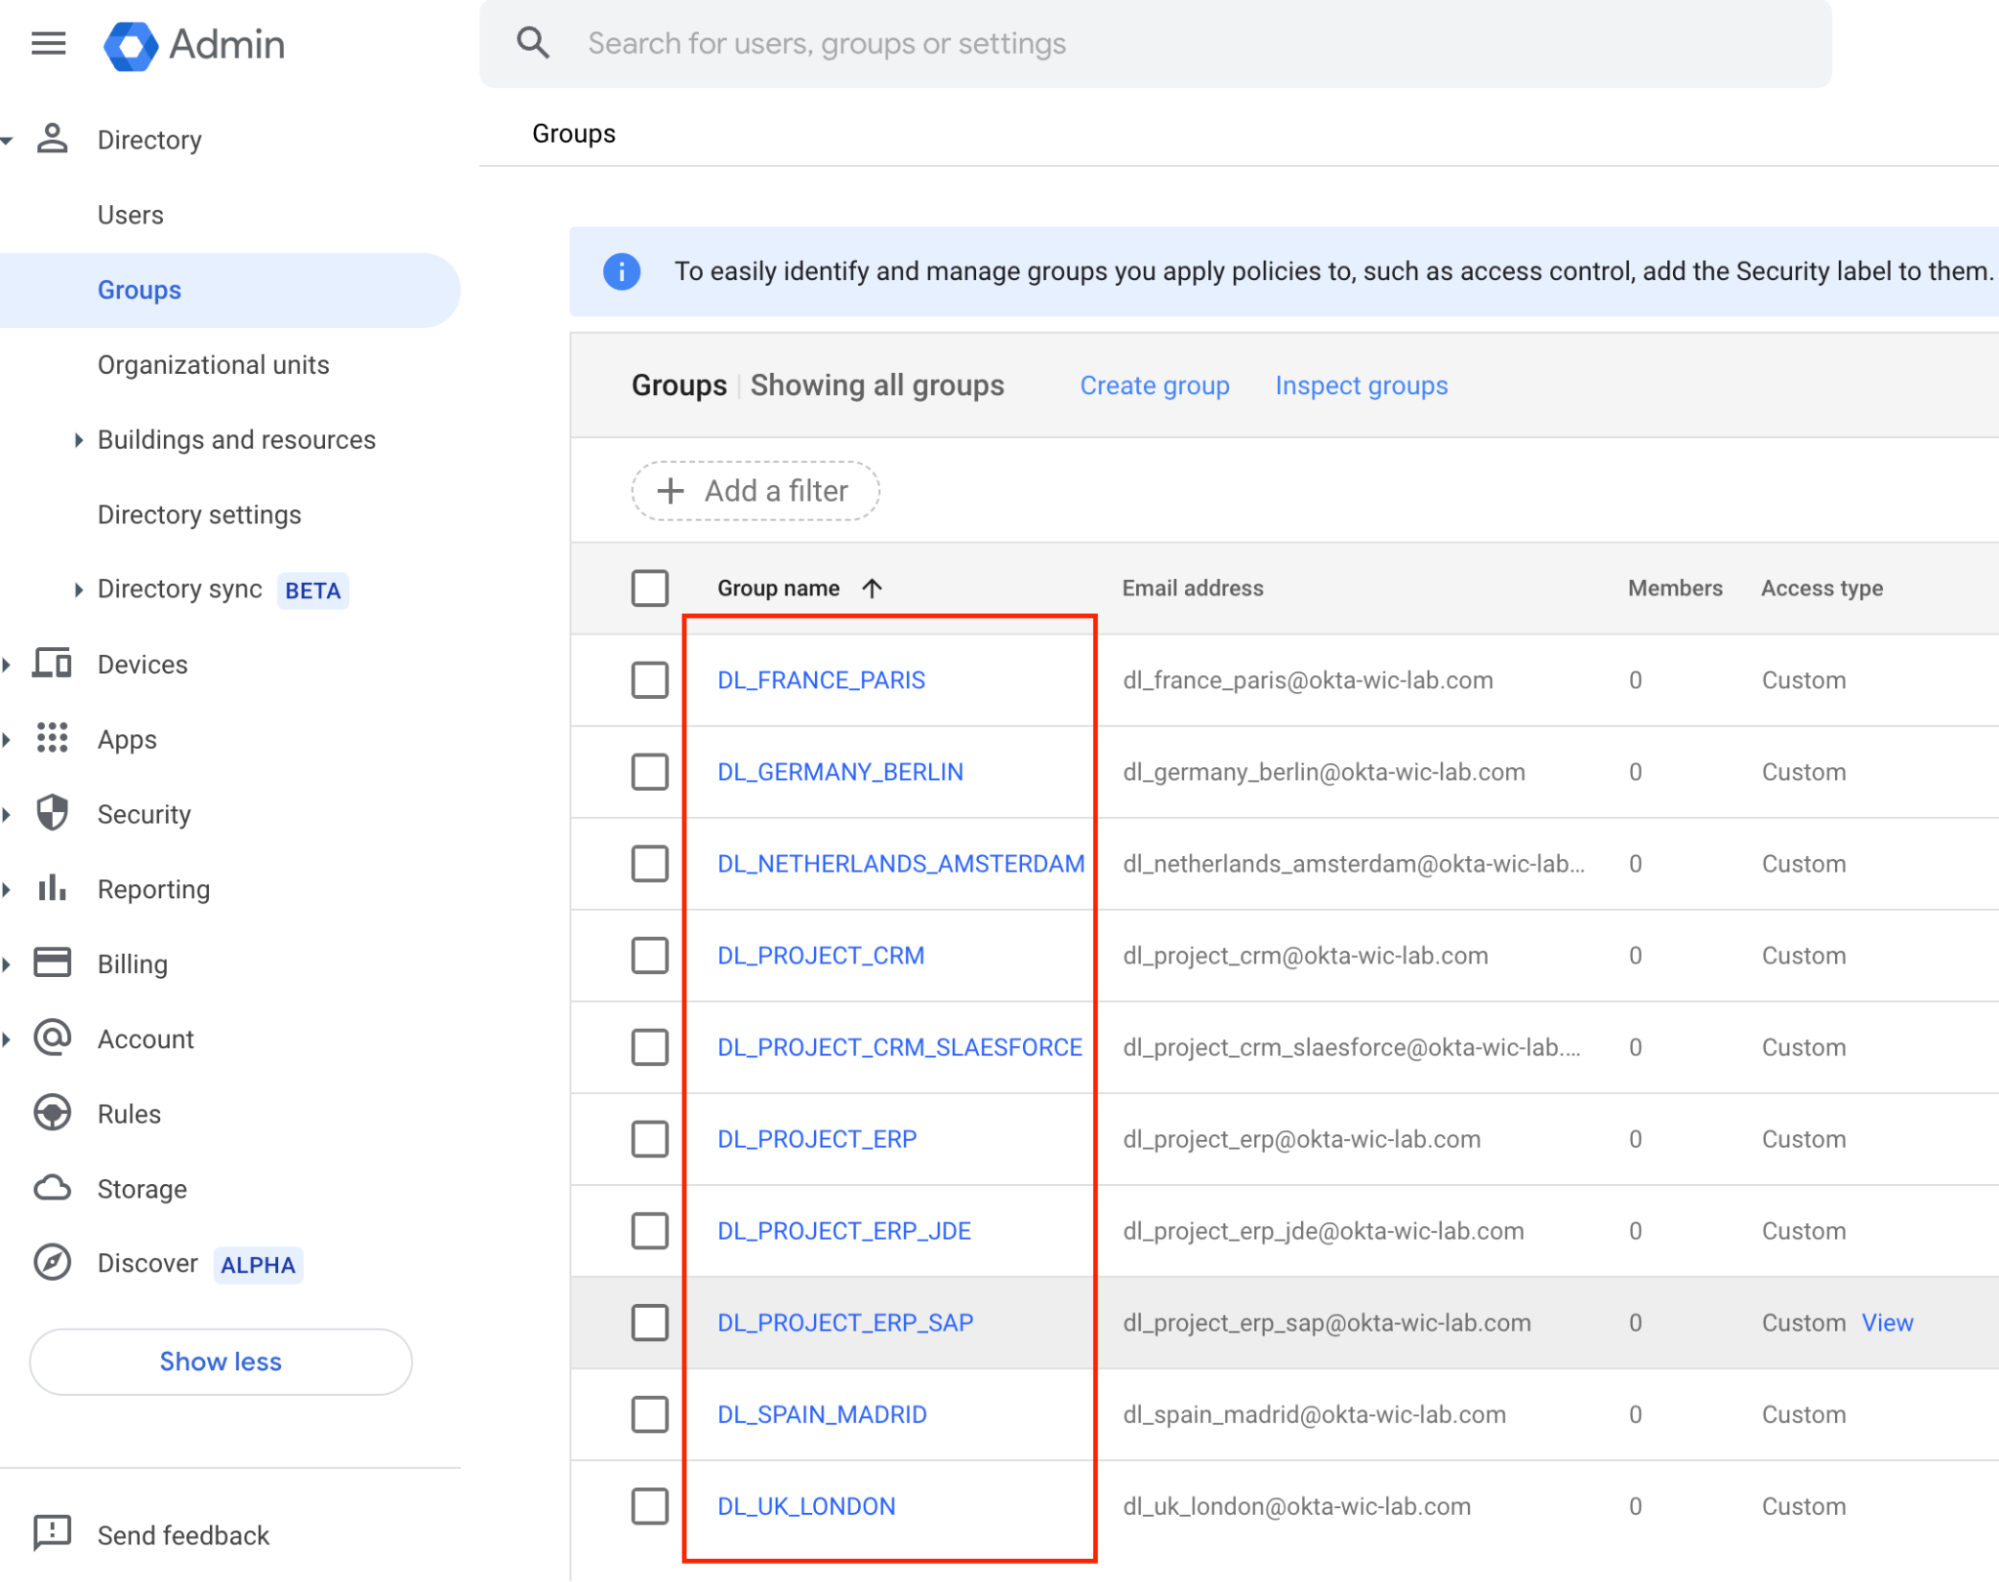 Admin
Search for users, groups or settings
Directory
Users
Groups
Organizational units
Buildings and resources
Directory settings
Directory sync BETA
Devices
Apps
Security
Reporting
Billing
Account
Rules
Storage
Discover ALPHA
Show less
Send feedback
Groups
To easily identify and manage groups you apply policies to, such as access control, add the Security label to them.
Groups Showing all groups Create group Inspect groups
Add a filter
Group name Email address Members Access type
DL_FRANCE_PARIS dl_france_paris@okta-wic-lab.com 0 Custom
DL_GERMANY_BERLIN dl_germany_berlin@okta-wic-lab.com 0 Custom
DL_NETHERLANDS_AMSTERDAM dl_netherlands_amsterdam@okta-wic-lab... 0 Custom
DL_PROJECT_CRM dl_project_crm@okta-wic-lab.com 0 Custom
DL_PROJECT_CRM_SLAESFORCE dl_project_crm_slaesforce@okta-wic-lab.... 0 Custom
DL_PROJECT_ERP dl_project_erp@okta-wic-lab.com 0 Custom
DL_PROJECT_ERP_JDE dl_project_erp_jde@okta-wic-lab.com 0 Custom
DL_PROJECT_ERP_SAP dl_project_erp_sap@okta-wic-lab.com 0 Custom View
DL_SPAIN_MADRID dl_spain_madrid@okta-wic-lab.com 0 Custom
DL_UK_LONDON dl_uk_london@okta-wic-lab.com 0 Custom